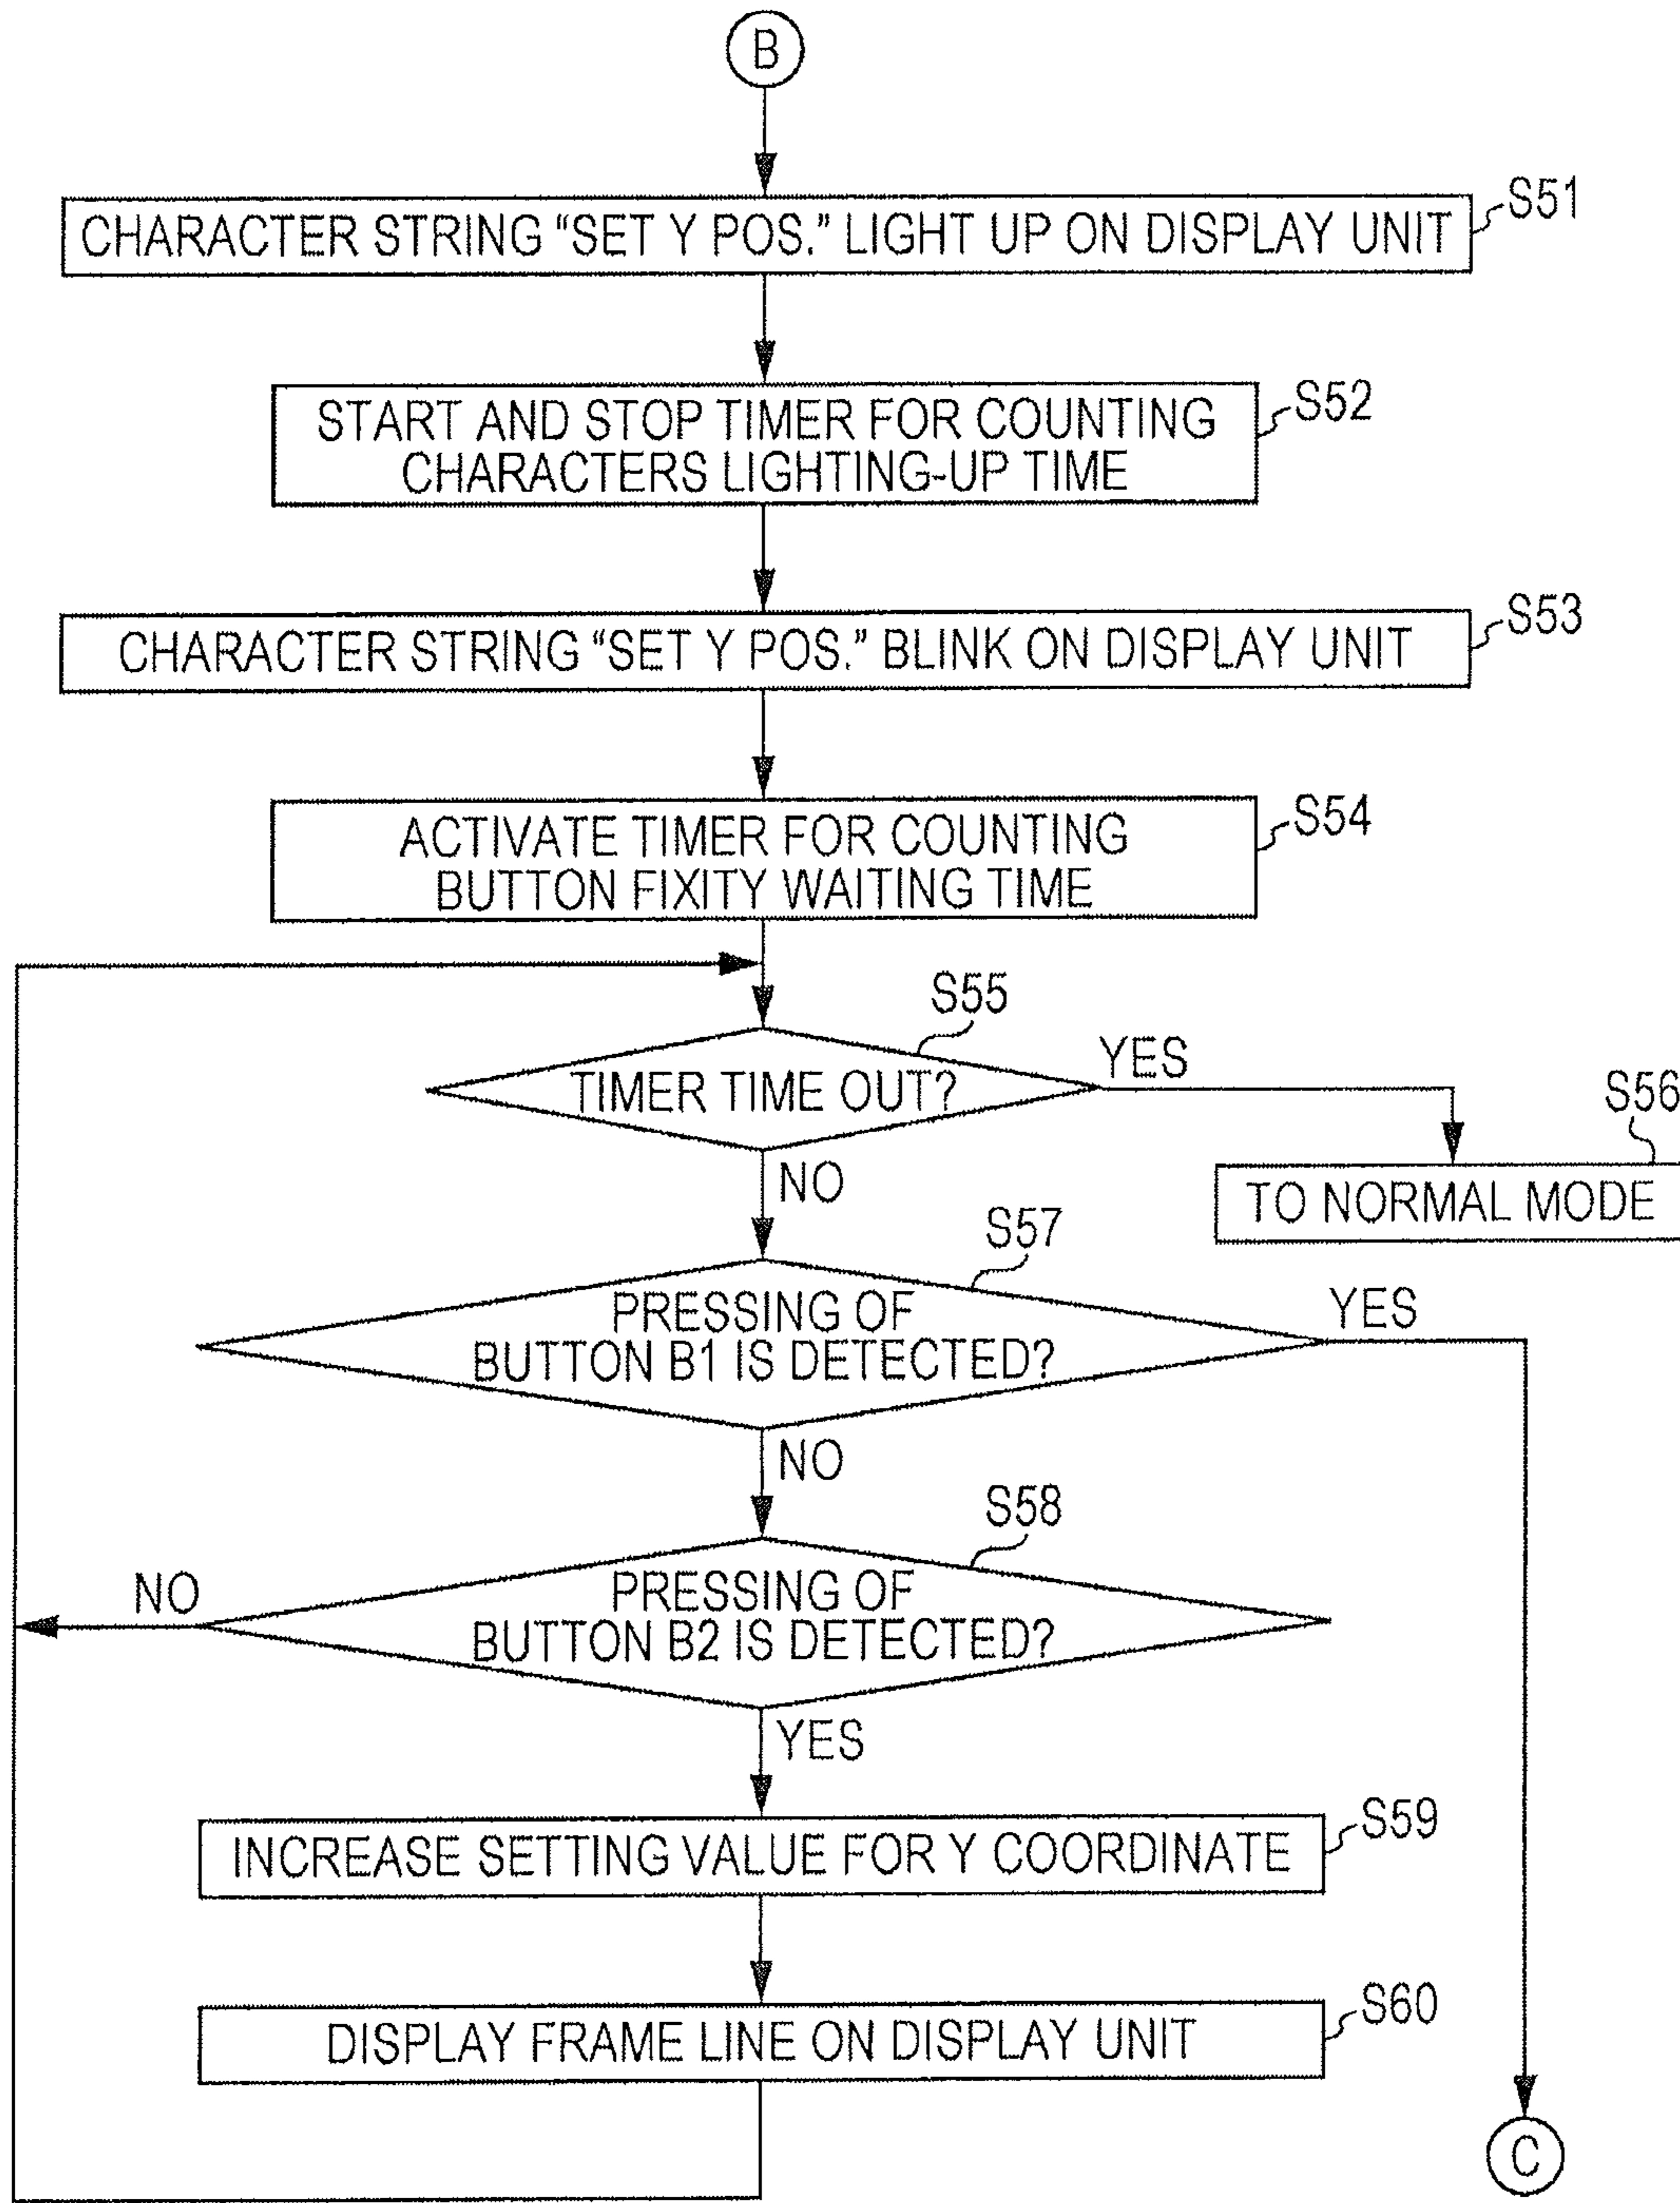 B
CHARACTER STRING “SET Y POS.” LIGHT UP ON DISPLAY UNIT
S51
START AND STOP TIMER FOR COUNTING
CHARACTERS LIGHTING-UP TIME
S52
CHARACTER STRING “SET Y POS.” BLINK ON DISPLAY UNIT
S53
ACTIVATE TIMER FOR COUNTING
BUTTON FIXITY WAITING TIME
S54
S55
TIMER TIME OUT?
YES
S56
TO NORMAL MODE
NO
S57
PRESSING OF
BUTTON B1 IS DETECTED?
YES
NO
S58
PRESSING OF
BUTTON B2 IS DETECTED?
NO
YES
INCREASE SETTING VALUE FOR Y COORDINATE
S59
DISPLAY FRAME LINE ON DISPLAY UNIT
S60
C